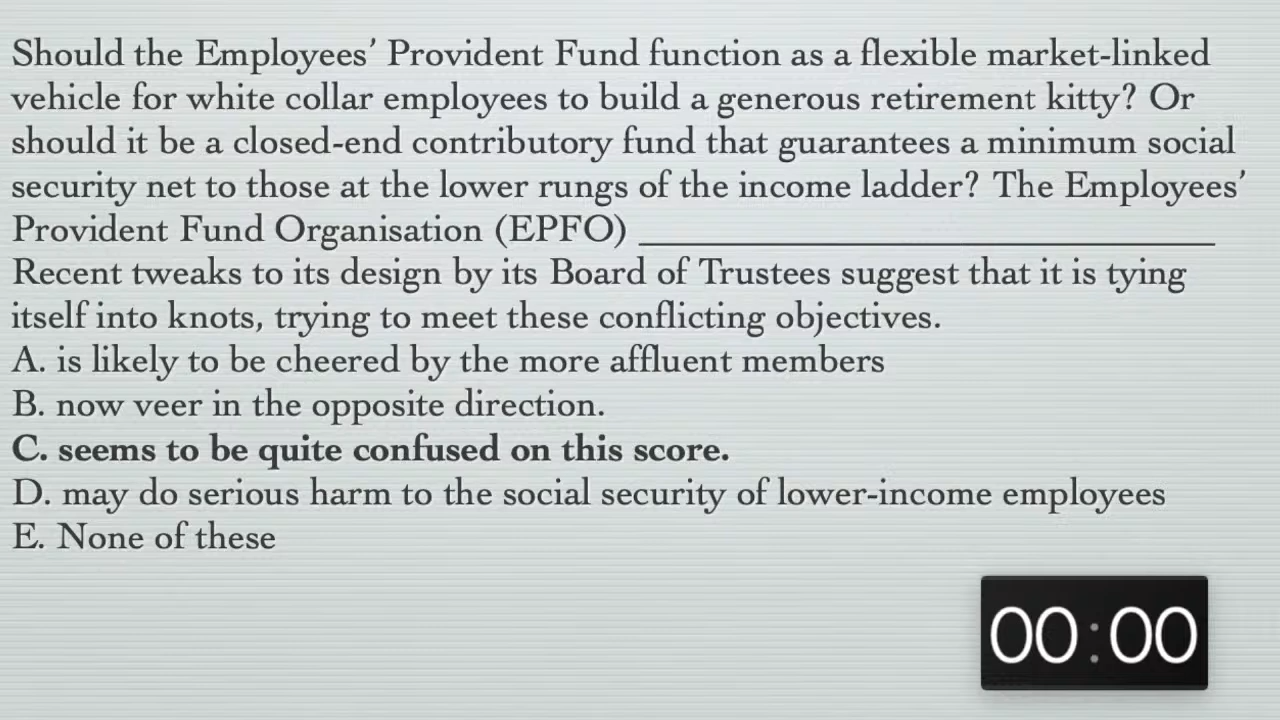 Should the Employees’ Provident Fund function as a flexible market-linked
vehicle for white collar employees to build a generous retirement kitty? Or
should it be a closed-end contributory fund that guarantees a minimum social
security net to those at the lower rungs of the income ladder? The Employees’
Provident Fund Organisation (EPFO) ______________________________
Recent tweaks to its design by its Board of Trustees suggest that it is tying
itself into knots, trying to meet these conflicting objectives.
A. is likely to be cheered by the more affluent members
B. now veer in the opposite direction.
C. seems to be quite confused on this score.
D. may do serious harm to the social security of lower-income employees
E. None of these
00:00